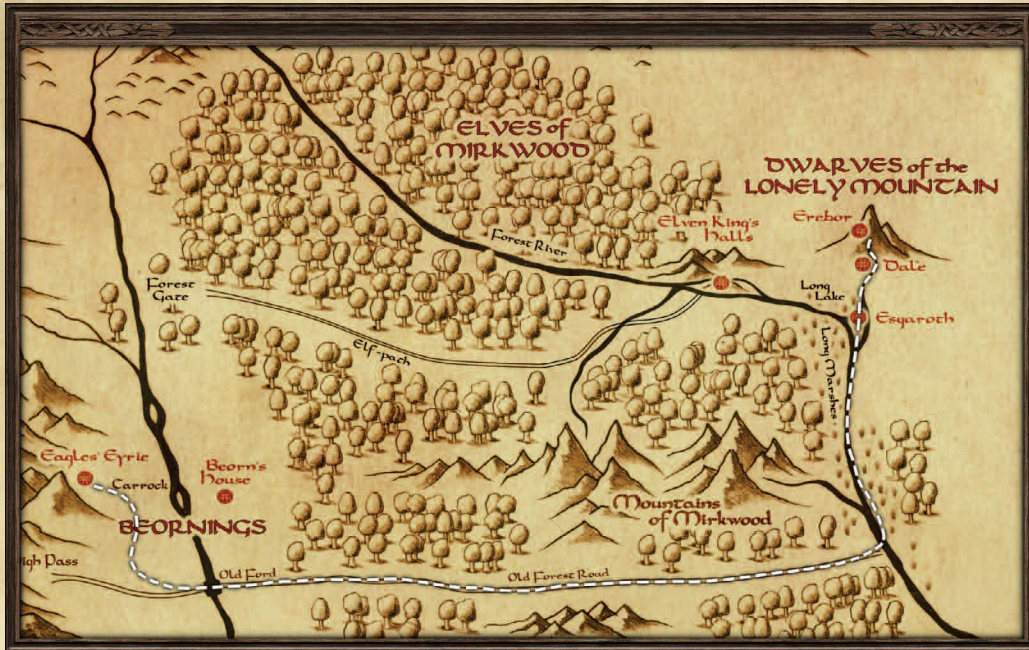 ELVES of
MIRKWOOD
DWARVES of the
LONELY MOUNTAIN
Erebor
Elven King's
Halls
Forest River
Dale
Forest
Gate
Long
Lake
Esgaroth
Elf-path
Long Marshes
Eagles' Eyrie
Carrock
Beorn's
House
BEORNINGS
Mountains
of Mirkwood
igh Pass
Old Ford
Old Forest Road